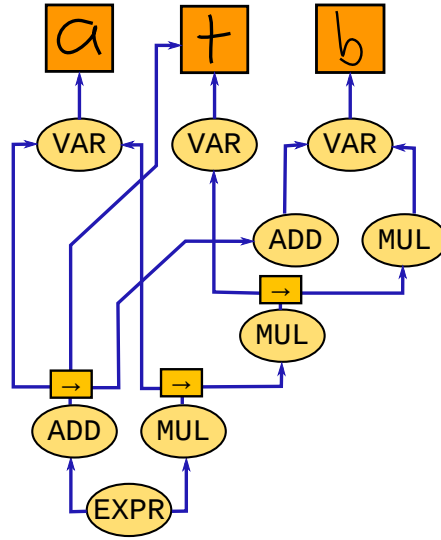 a t b
VAR VAR VAR
ADD MUL
→
MUL
→ →
ADD MUL
EXPR